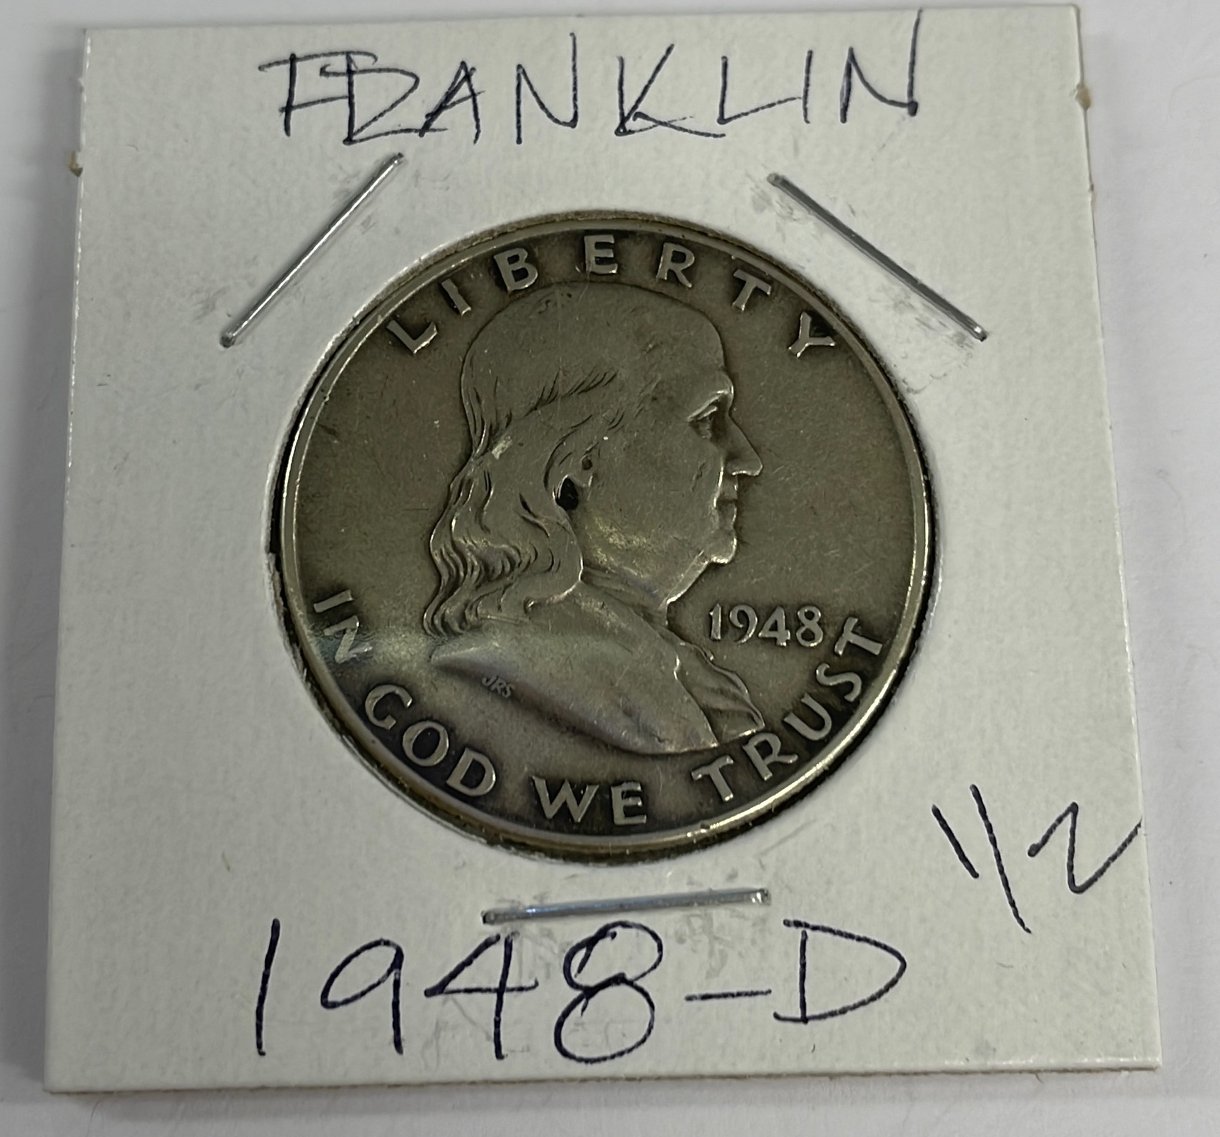 FRANKLIN
LIBERTY
1948
JRS
IN GOD WE TRUST
1/2
1948-D